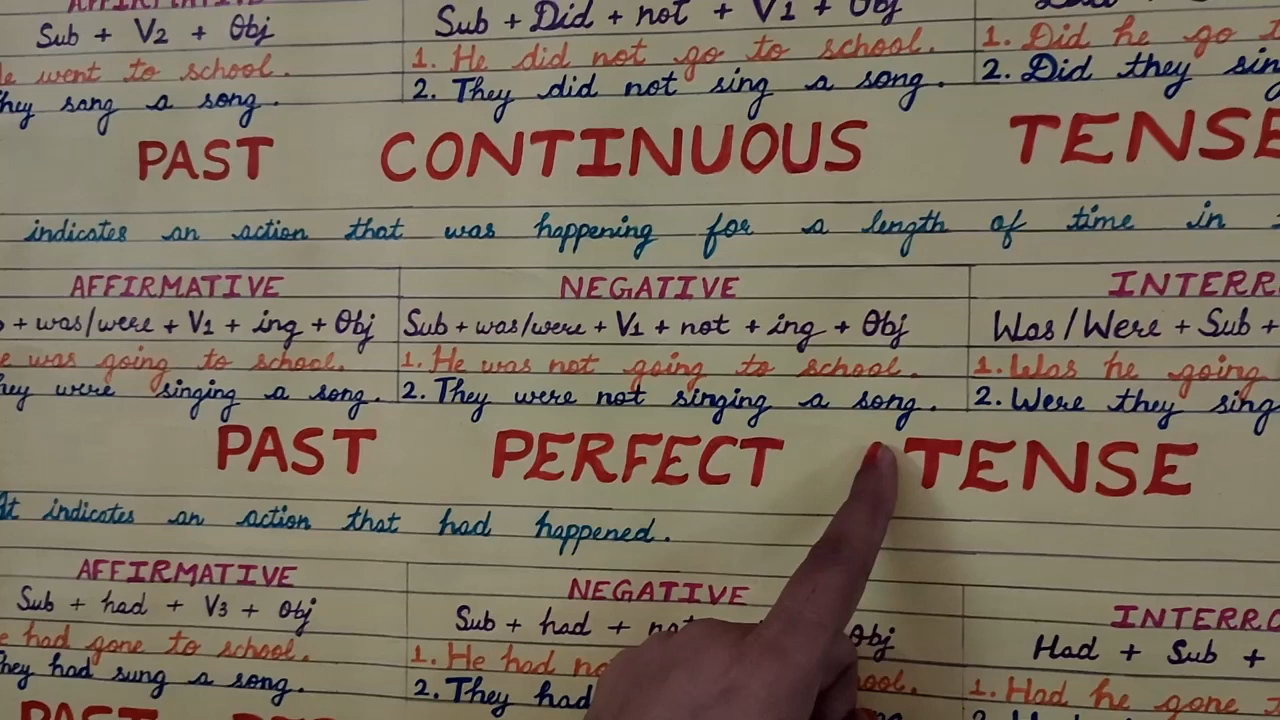 AFFIRMATIVE
Sub + V2 + Obj
went to school.
sang a song.
Sub + Did + not + V1 + Obj
1. He did not go to school.
2. They did not sing a song.
1. Did he go
2. Did they
PAST CONTINUOUS TENSE
indicates an action that was happening for a length of time in
AFFIRMATIVE
+ was/were + V1 + ing + Obj
was going to school.
were singing a song.
NEGATIVE
Sub + was/were + V1 + not + ing + Obj
1. He was not going to school.
2. They were not singing a song.
Was/Were + Sub +
1. Was he going
2. Were they
PAST PERFECT TENSE
It indicates an action that had happened.
AFFIRMATIVE
Sub + had + V3 + Obj
had gone to school.
They had sung a song.
NEGATIVE
Sub + had + Obj
1. He had
2. They had
Had + Sub +
1. Had he gone
PAST